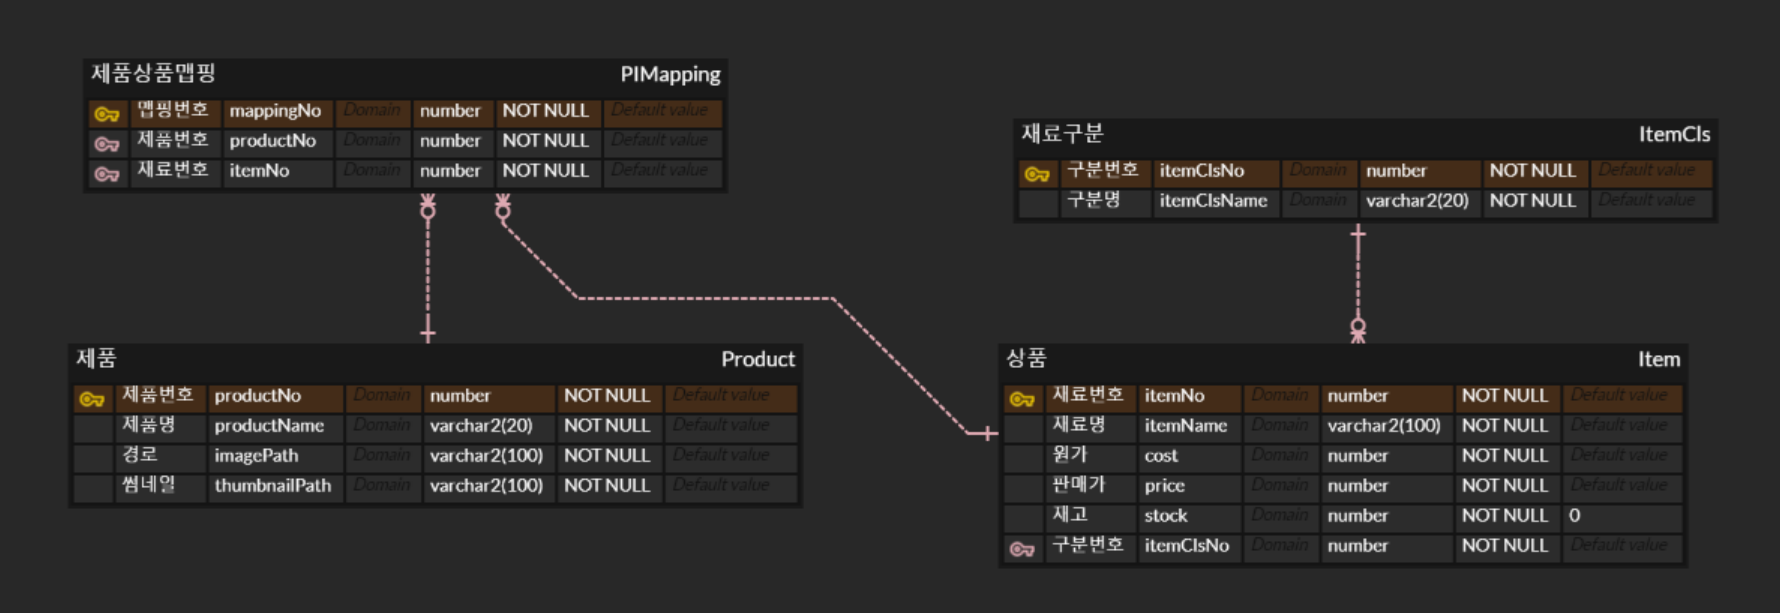 제품상품맵핑 PIMapping
맵핑번호 mappingNo Domain number NOT NULL Default value
제품번호 productNo Domain number NOT NULL Default value
재료번호 itemNo Domain number NOT NULL Default value
재료구분 ItemCls
구분번호 itemClsNo Domain number NOT NULL Default value
구분명 itemClsName Domain varchar2(20) NOT NULL Default value
제품 Product
제품번호 productNo Domain number NOT NULL Default value
제품명 productName Domain varchar2(20) NOT NULL Default value
경로 imagePath Domain varchar2(100) NOT NULL Default value
썸네일 thumbnailPath Domain varchar2(100) NOT NULL Default value
상품 Item
재료번호 itemNo Domain number NOT NULL Default value
재료명 itemName Domain varchar2(100) NOT NULL Default value
원가 cost Domain number NOT NULL Default value
판매가 price Domain number NOT NULL Default value
재고 stock Domain number NOT NULL 0
구분번호 itemClsNo Domain number NOT NULL Default value